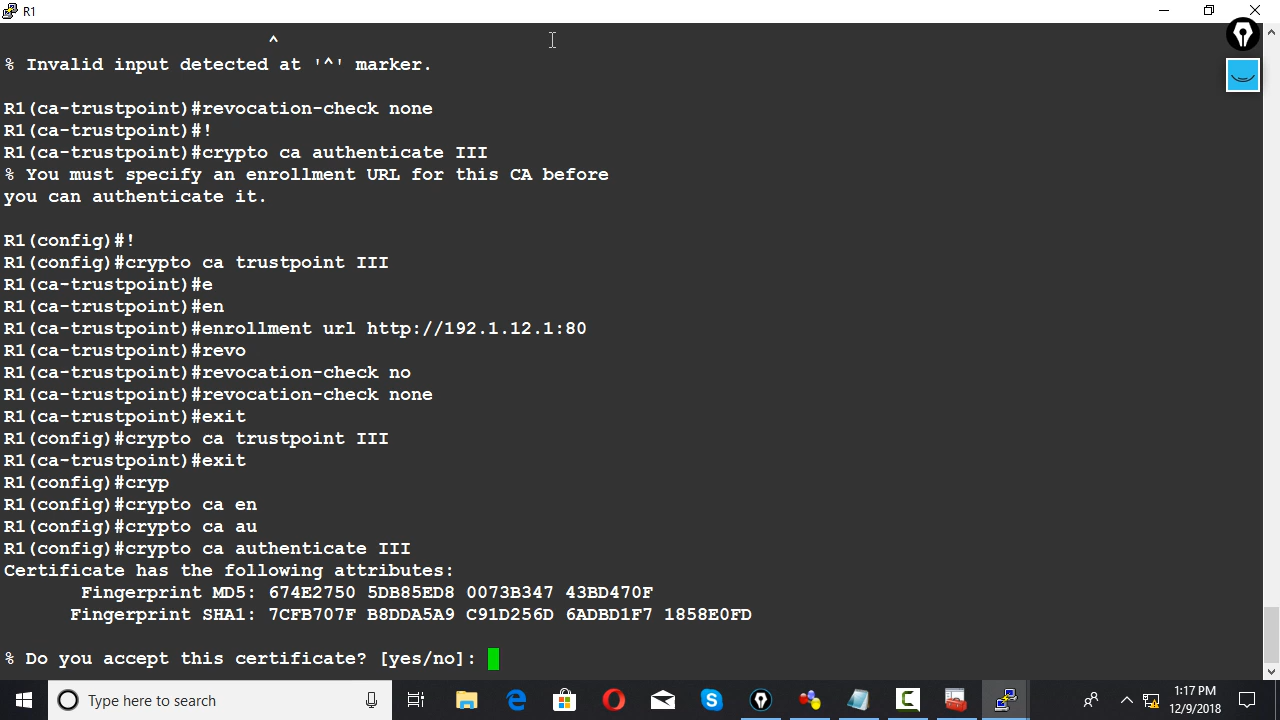 R1
^
% Invalid input detected at '^' marker.
R1(ca-trustpoint)#revocation-check none
R1(ca-trustpoint)#!
R1(ca-trustpoint)#crypto ca authenticate III
% You must specify an enrollment URL for this CA before
you can authenticate it.
R1(config)#!
R1(config)#crypto ca trustpoint III
R1(ca-trustpoint)#e
R1(ca-trustpoint)#en
R1(ca-trustpoint)#enrollment url http://192.1.12.1:80
R1(ca-trustpoint)#revo
R1(ca-trustpoint)#revocation-check no
R1(ca-trustpoint)#revocation-check none
R1(ca-trustpoint)#exit
R1(config)#crypto ca trustpoint III
R1(ca-trustpoint)#exit
R1(config)#cryp
R1(config)#crypto ca en
R1(config)#crypto ca au
R1(config)#crypto ca authenticate III
Certificate has the following attributes:
Fingerprint MD5: 674E2750 5DB85ED8 0073B347 43BD470F
Fingerprint SHA1: 7CFB707F B8DDA5A9 C91D256D 6ADBD1F7 1858E0FD
% Do you accept this certificate? [yes/no]:
Type here to search
1:17 PM
12/9/2018